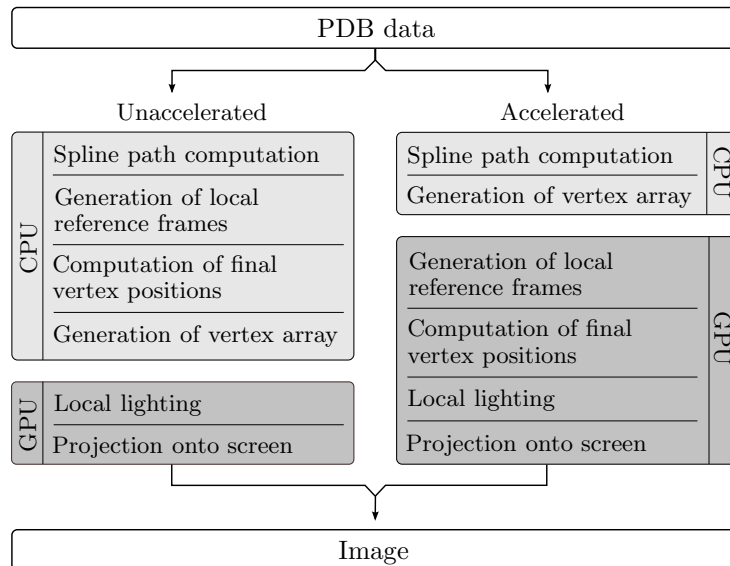 PDB data
Unaccelerated
CPU
Spline path computation
Generation of local
reference frames
Computation of final
vertex positions
Generation of vertex array
GPU
Local lighting
Projection onto screen
Accelerated
Spline path computation
Generation of vertex array
CPU
Generation of local
reference frames
Computation of final
vertex positions
Local lighting
Projection onto screen
GPU
Image